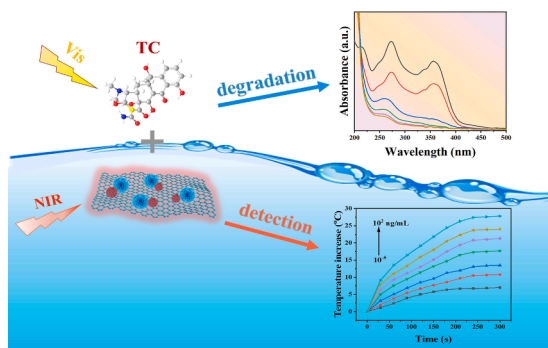 Vis
TC
degradation
Absorbance (a.u.)
200 250 300 350 400 450 500
Wavelength (nm)
NIR
detection
Temperature increase (°C)
30
25
20
15
10
5
0
10² ng/mL
10⁻⁴
0 50 100 150 200 250 300
Time (s)